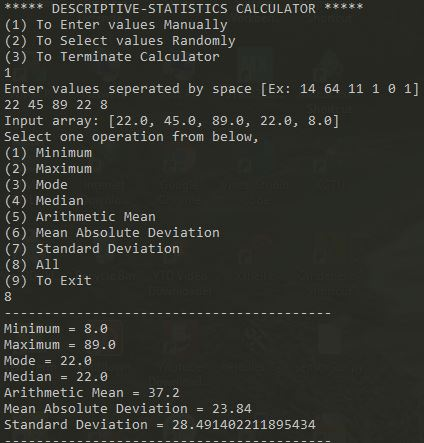 ***** DESCRIPTIVE-STATISTICS CALCULATOR *****
(1) To Enter values Manually
(2) To Select values Randomly
(3) To Terminate Calculator
1
Enter values seperated by space [Ex: 14 64 11 1 0 1]
22 45 89 22 8
Input array: [22.0, 45.0, 89.0, 22.0, 8.0]
Select one operation from below,
(1) Minimum
(2) Maximum
(3) Mode
(4) Median
(5) Arithmetic Mean
(6) Mean Absolute Deviation
(7) Standard Deviation
(8) All
(9) To Exit
8
-----------------------------------------
Minimum = 8.0
Maximum = 89.0
Mode = 22.0
Median = 22.0
Arithmetic Mean = 37.2
Mean Absolute Deviation = 23.84
Standard Deviation = 28.491402211895434
-----------------------------------------